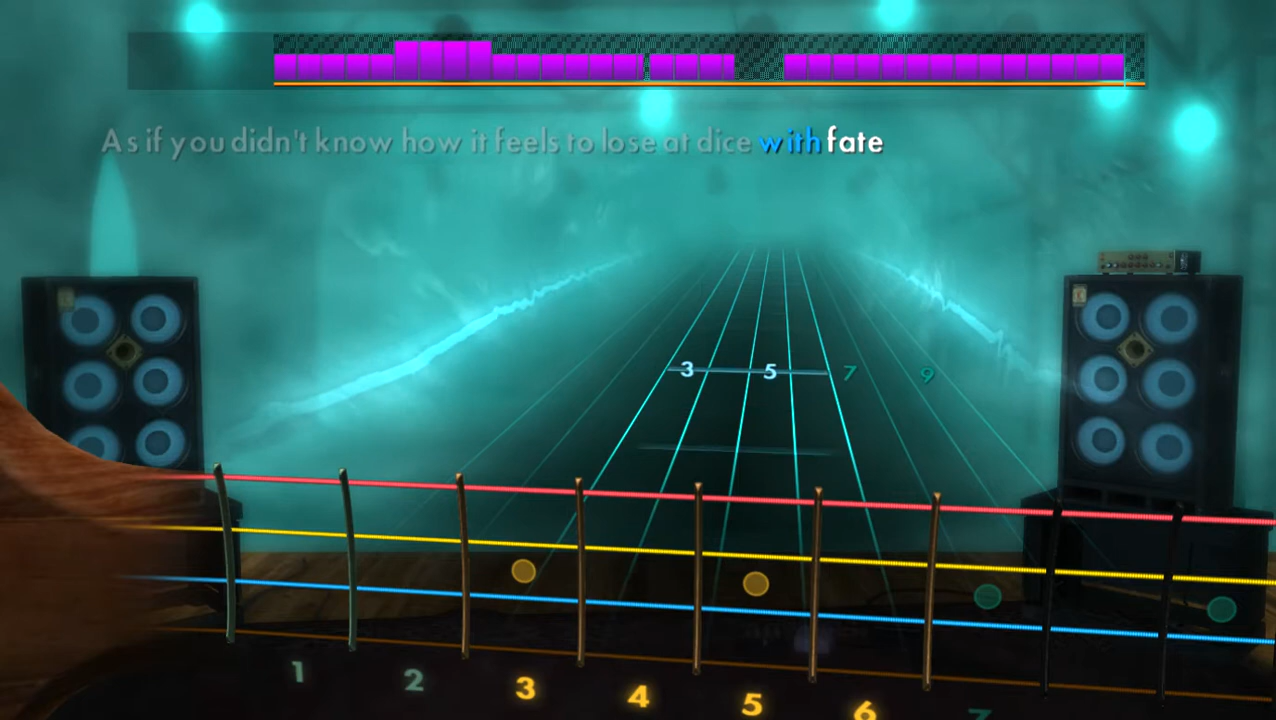 As if you didn't know how it feels to lose at dice with fate
3 5 7 9
1 2 3 4 5 6 7